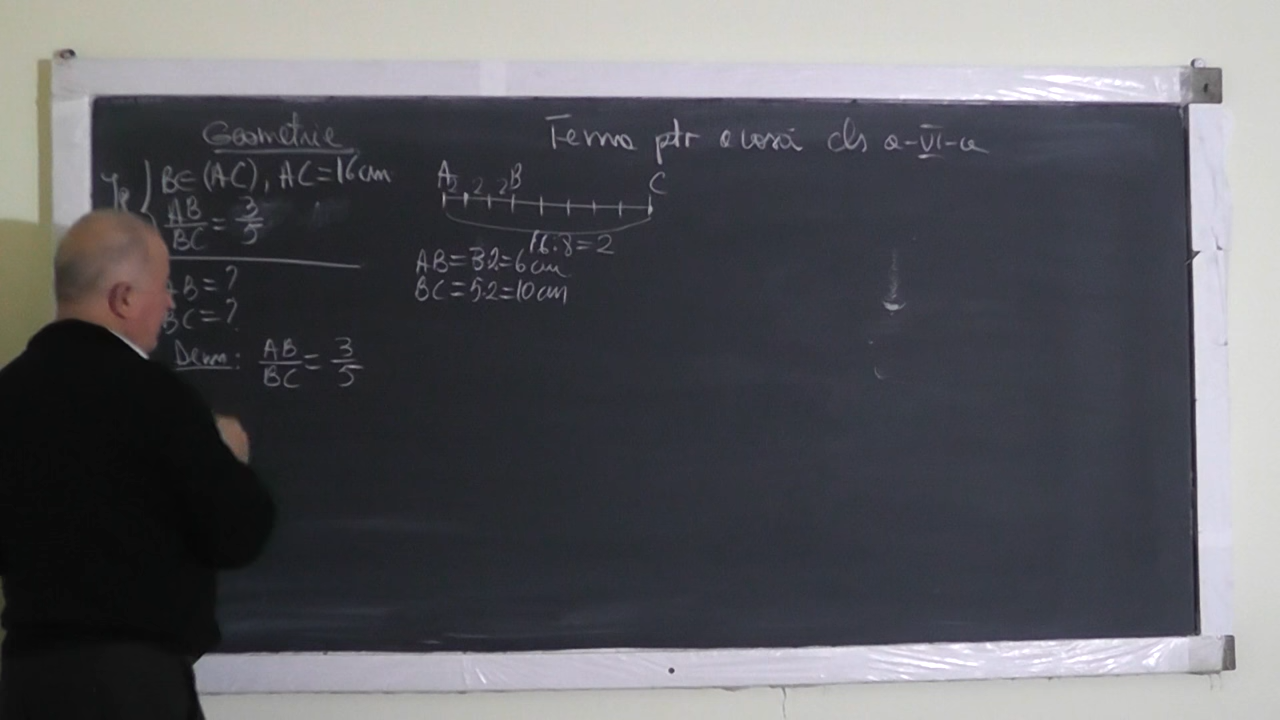 Geometrie
B∈(AC), AC=16cm
AB/BC = 3/5
AB=?
BC=?
Dem: AB/BC = 3/5
Tema ptr acasă cls a-VI-a
A 2 2 2 B C
16:8=2
AB=3·2=6cm
BC=5·2=10cm